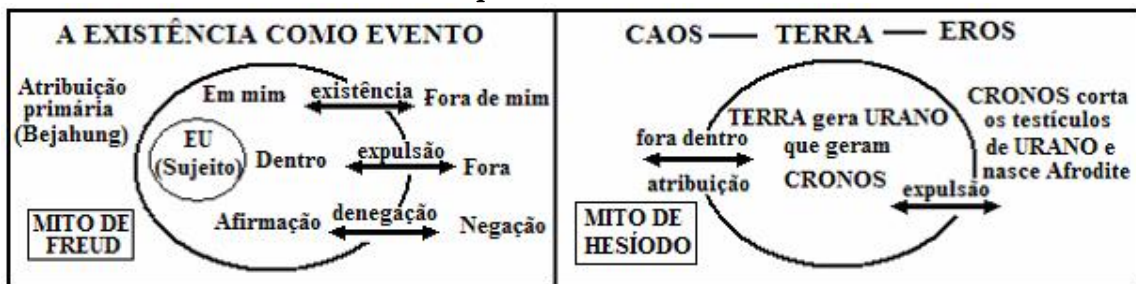 A EXISTÊNCIA COMO EVENTO
Atribuição
primária
(Bejahung)
Em mim
existência
Fora de mim
EU
(Sujeito)
Dentro
expulsão
Fora
Afirmação
denegação
Negação
MITO DE
FREUD
CAOS — TERRA — EROS
fora dentro
atribuição
TERRA gera URANO
que geram
CRONOS
expulsão
CRONOS corta
os testículos
de URANO e
nasce Afrodite
MITO DE
HESÍODO